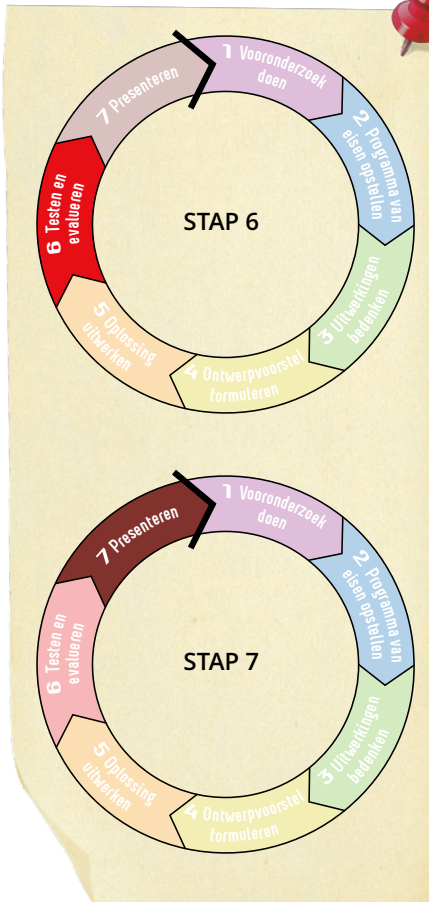 1 Vooronderzoek
doen
2 Programma van
eisen opstellen
3 Uitwerkingen
bedenken
4 Ontwerpvoorstel
formuleren
5 Oplossing
uitwerken
6 Testen en
evalueren
7 Presenteren
STAP 6
1 Vooronderzoek
doen
2 Programma van
eisen opstellen
3 Uitwerkingen
bedenken
4 Ontwerpvoorstel
formuleren
5 Oplossing
uitwerken
6 Testen en
evalueren
7 Presenteren
STAP 7